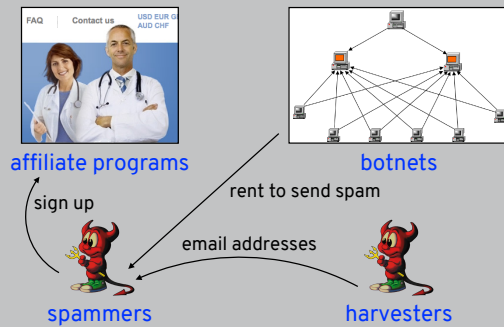 FAQ
Contact us
USD EUR G
AUD CHF
affiliate programs
botnets
sign up
rent to send spam
email addresses
spammers
harvesters